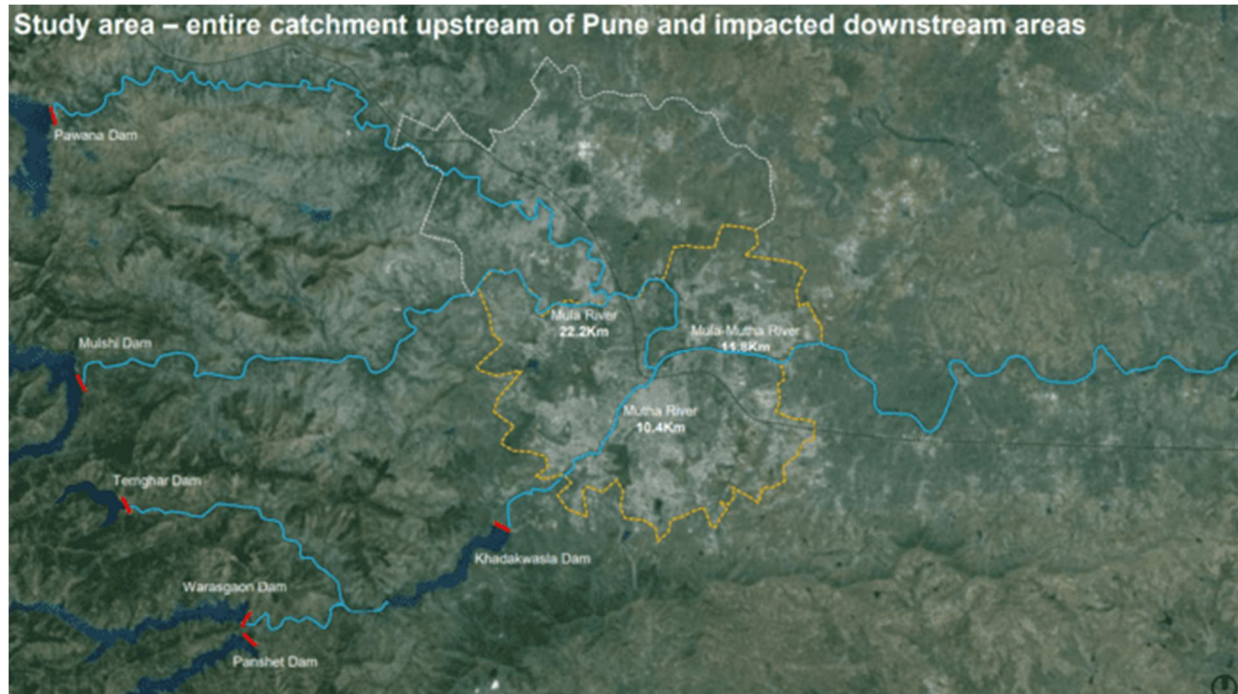 Study area – entire catchment upstream of Pune and impacted downstream areas
Pawana Dam
Mula River
22.2Km
Mula-Mutha River
11.8Km
Mulshi Dam
Mutha River
10.4Km
Temghar Dam
Khadakwasla Dam
Warasgaon Dam
Panshet Dam